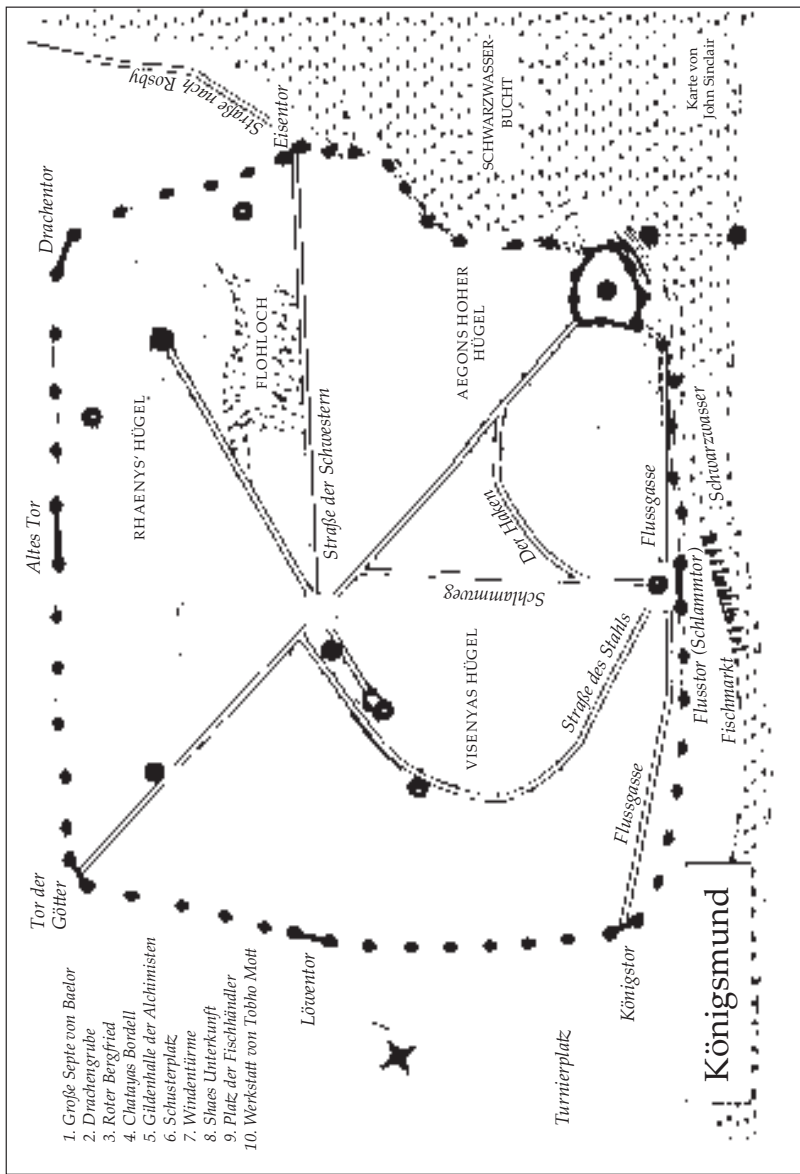 Tor der
Götter
Altes Tor
Drachentor
1. Große Septe von Baelor
2. Drachengrube
3. Roter Bergfried
4. Chatayas Bordell
5. Gildenhalle der Alchimisten
6. Schusterplatz
7. Windentürme
8. Shaes Unterkunft
9. Platz der Fischhändler
10. Werkstatt von Tobho Mott
RHAENYS’ HÜGEL
FLOHLOCH
Straße nach Rosby
Eisentor
Löwentor
Straße der Schwestern
VISENYAS HÜGEL
Schlammweg
AEGONS HOHER
HÜGEL
SCHWARZWASSER-
BUCHT
Der Haken
Straße des Stahls
Turnierplatz
Königstor
Flussgasse
Flussgasse
Flusstor (Schlammtor)
Fischmarkt
Schwarzwasser
Königsmund
Karte von
John Sinclair